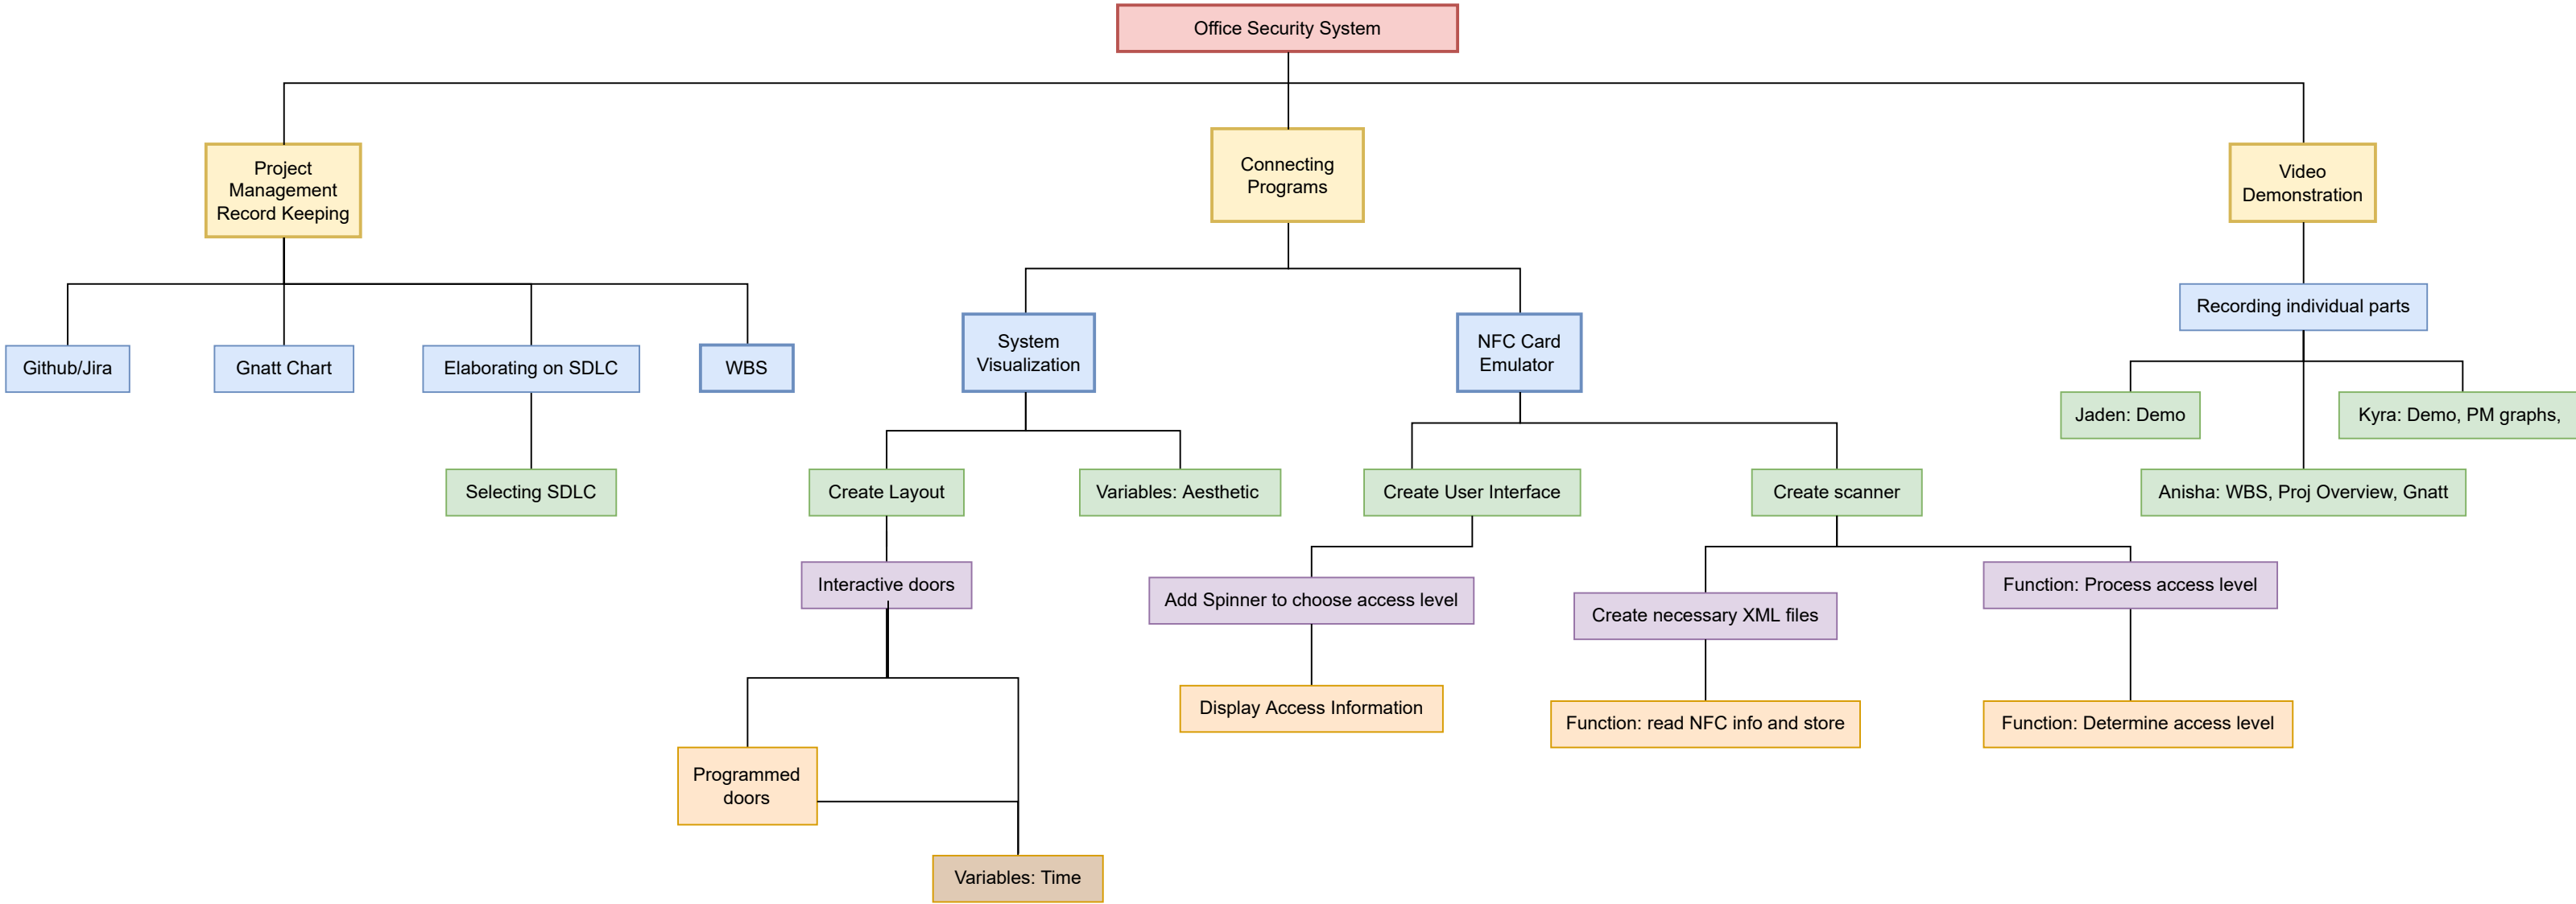 Office Security System
Project
Management
Record Keeping
Connecting
Programs
Video
Demonstration
Github/Jira
Gnatt Chart
Elaborating on SDLC
WBS
System
Visualization
NFC Card
Emulator
Recording individual parts
Jaden: Demo
Kyra: Demo, PM graphs,
Selecting SDLC
Create Layout
Variables: Aesthetic
Create User Interface
Create scanner
Anisha: WBS, Proj Overview, Gnatt
Interactive doors
Add Spinner to choose access level
Create necessary XML files
Function: Process access level
Display Access Information
Function: read NFC info and store
Function: Determine access level
Programmed
doors
Variables: Time